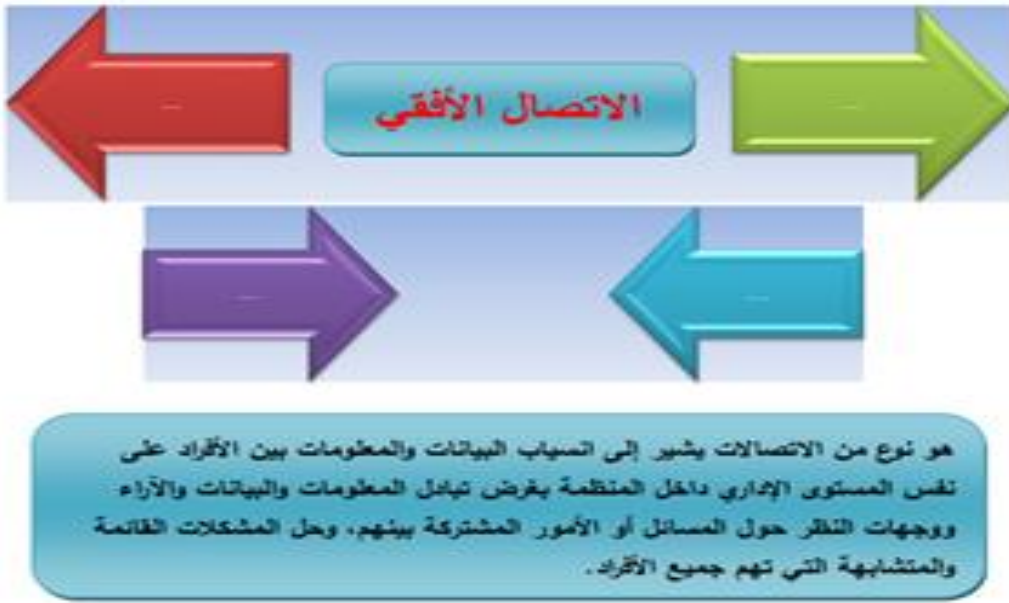 الاتصال الأفقي
هو نوع من الاتصالات يشير إلى انسياب البيانات والمعلومات بين الأفراد على
نفس المستوى الإداري داخل المنظمة بغرض تبادل المعلومات والبيانات والآراء
ووجهات النظر حول المسائل أو الأمور المشتركة بينهم، وحل المشكلات القائمة
والمتشابهة التي تهم جميع الأفراد.